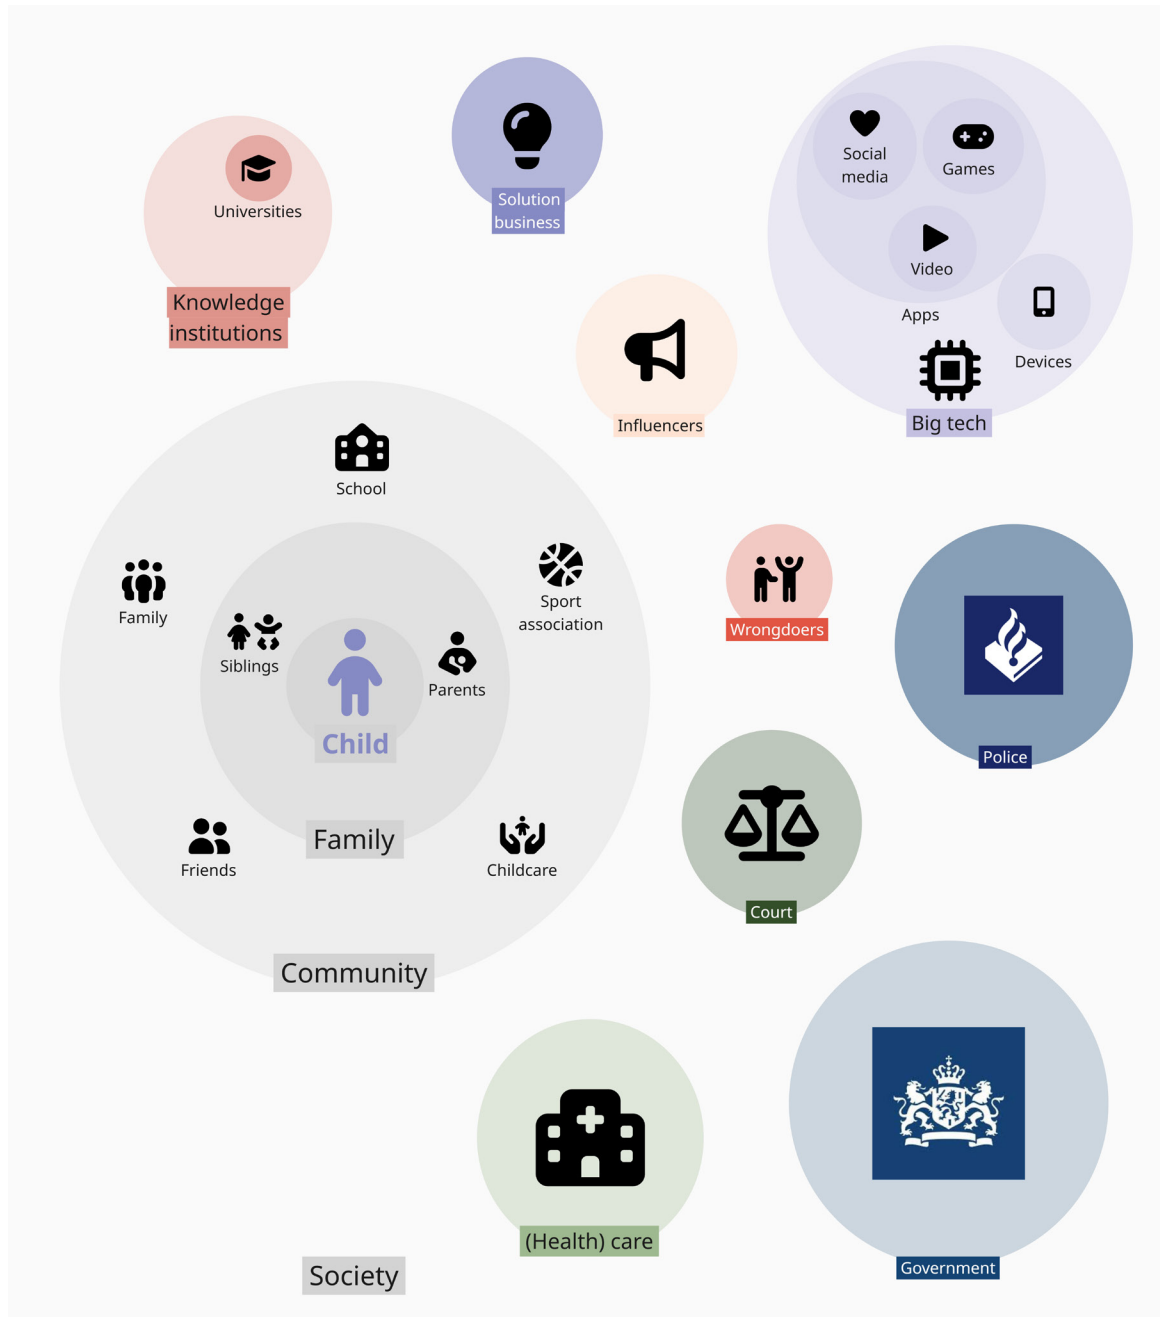 Universities
Knowledge
institutions
Solution
business
Social
media
Games
Video
Apps
Devices
Big tech
Influencers
School
Family
Sport
association
Siblings
Parents
Child
Family
Friends
Childcare
Community
Wrongdoers
Police
Court
(Health) care
Government
Society